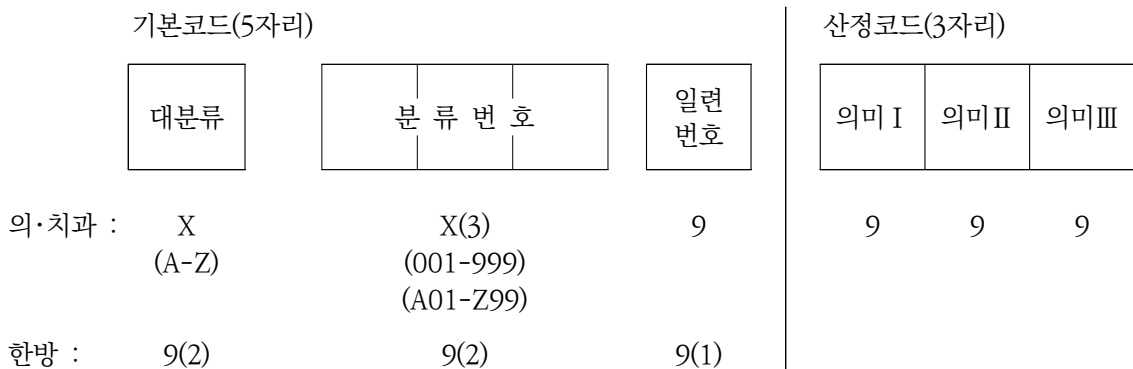 기본코드(5자리) 산정코드(3자리)
대분류 분 류 번 호 일련 번호 의미Ⅰ 의미Ⅱ 의미Ⅲ
의·치과 : X X(3) 9 9 9 9
(A-Z) (001-999)
(A01-Z99)
한방 : 9(2) 9(2) 9(1)